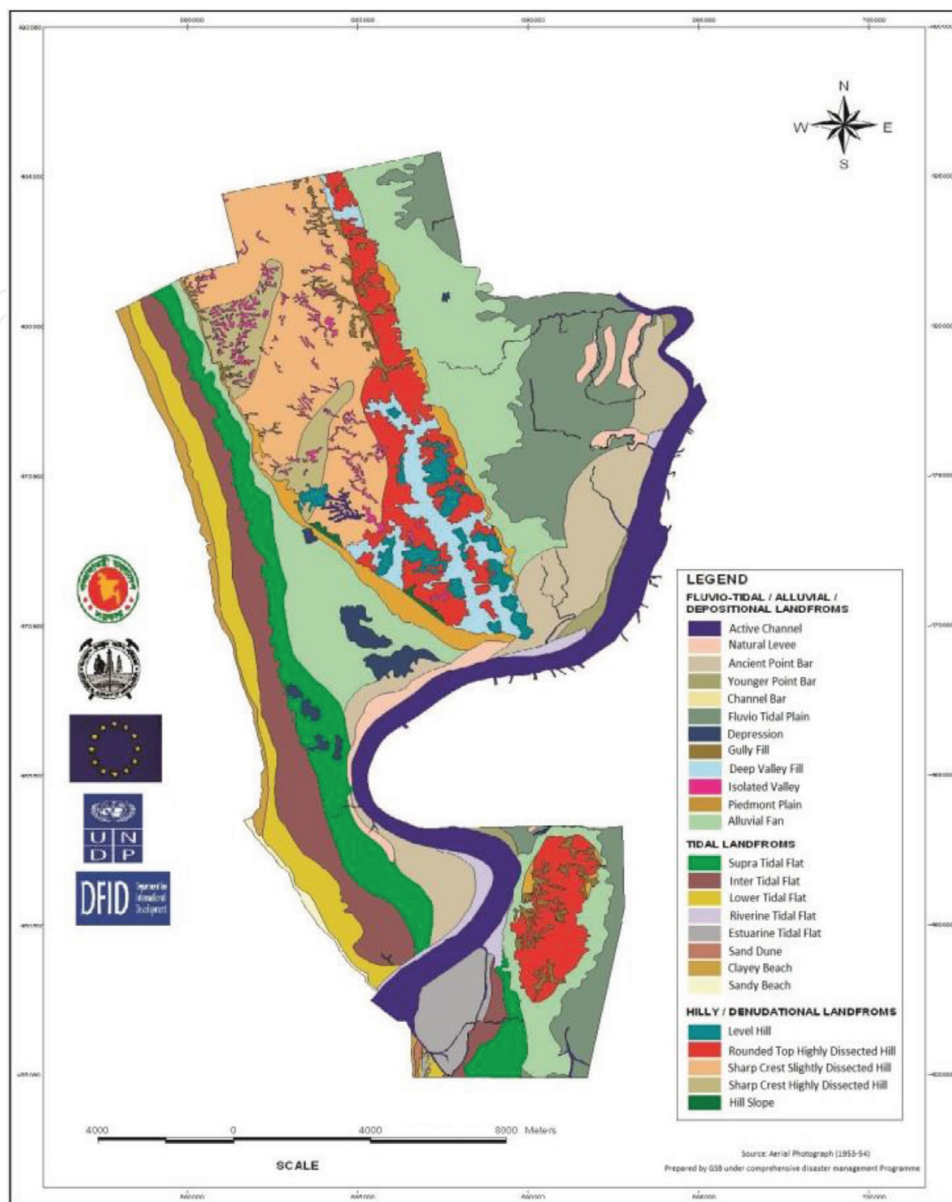 N
W E
S
LEGEND
FLUVIO-TIDAL / ALLUVIAL /
DEPOSITIONAL LANDFROMS
Active Channel
Natural Levee
Ancient Point Bar
Younger Point Bar
Channel Bar
Fluvio Tidal Plain
Depression
Gully Fill
Deep Valley Fill
Isolated Valley
Piedmont Plain
Alluvial Fan
TIDAL LANDFROMS
Supra Tidal Flat
Inter Tidal Flat
Lower Tidal Flat
Riverine Tidal Flat
Estuarine Tidal Flat
Sand Dune
Clayey Beach
Sandy Beach
HILLY / DENUDATIONAL LANDFROMS
Level Hill
Rounded Top Highly Dissected Hill
Sharp Crest Slightly Dissected Hill
Sharp Crest Highly Dissected Hill
Hill Slope
U N
D P
DFID Department for
International
Development
4000 0 4000 8000 Meters
SCALE
Source: Aerial Photograph (1953-54)
Prepared by GSB under comprehensive disaster management Programme